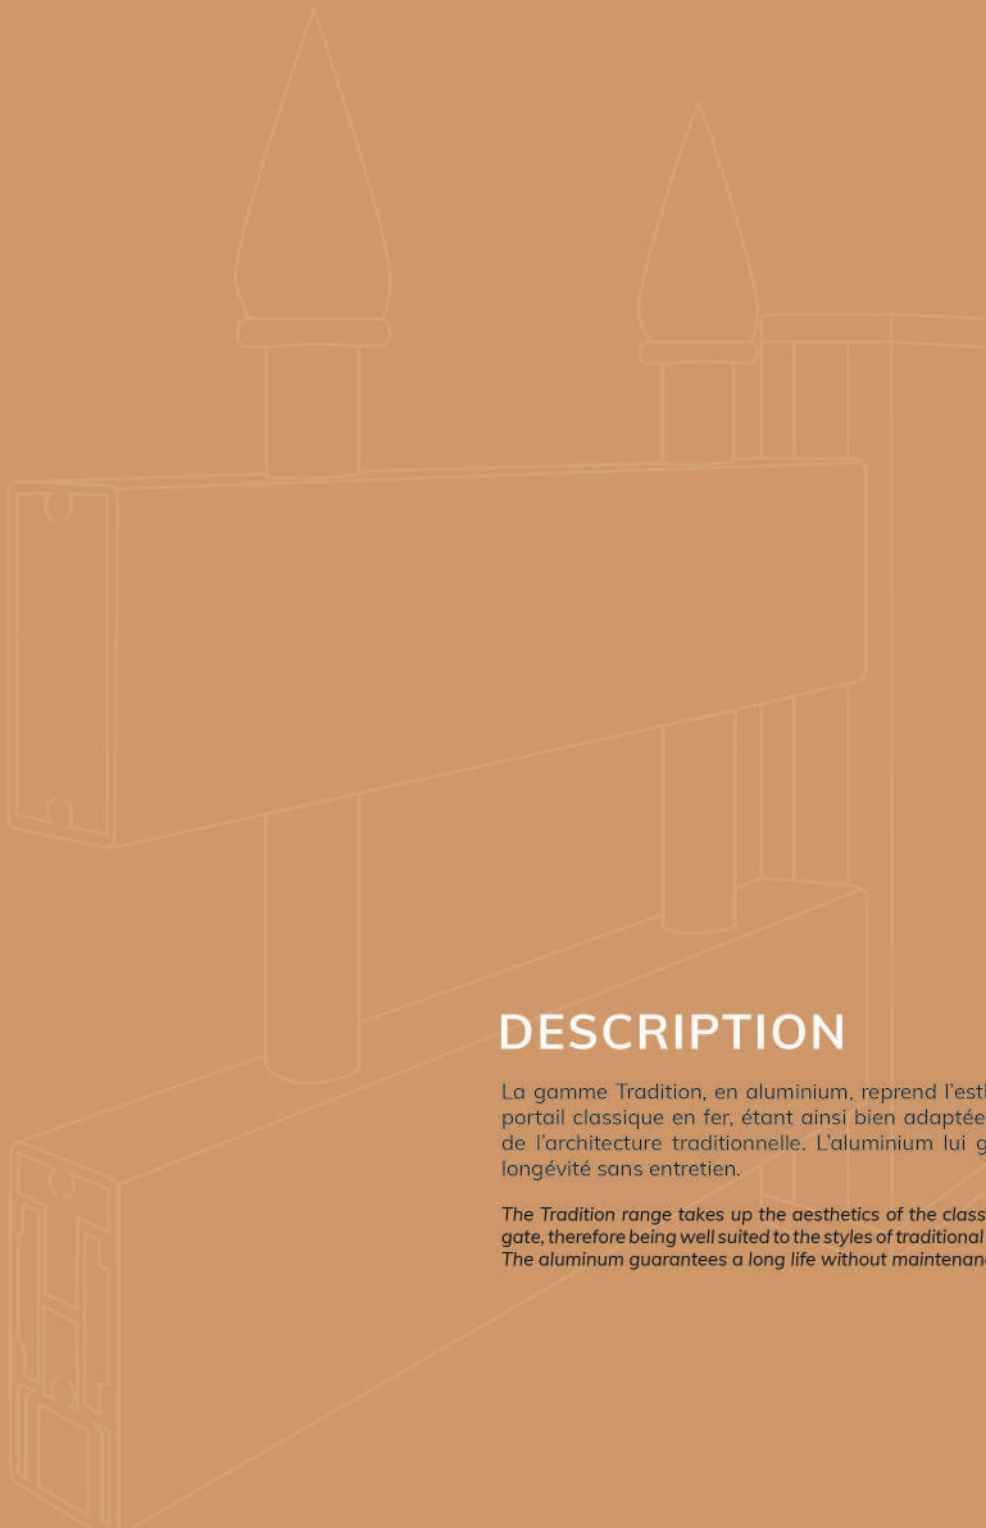 DESCRIPTION
La gamme Tradition, en aluminium, reprend l'esth
portail classique en fer, étant ainsi bien adaptée
de l'architecture traditionnelle. L'aluminium lui g
longévité sans entretien.
The Tradition range takes up the aesthetics of the class
gate, therefore being well suited to the styles of traditional
The aluminum guarantees a long life without maintenan